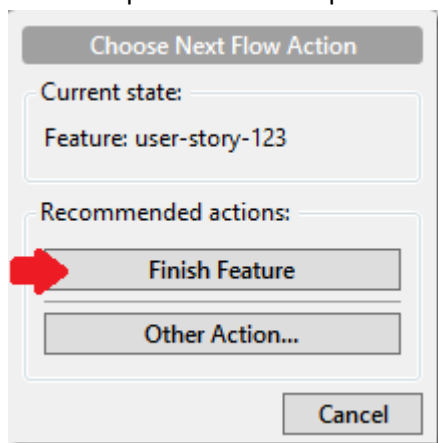 Choose Next Flow Action
Current state:
Feature: user-story-123
Recommended actions:
Finish Feature
Other Action...
Cancel